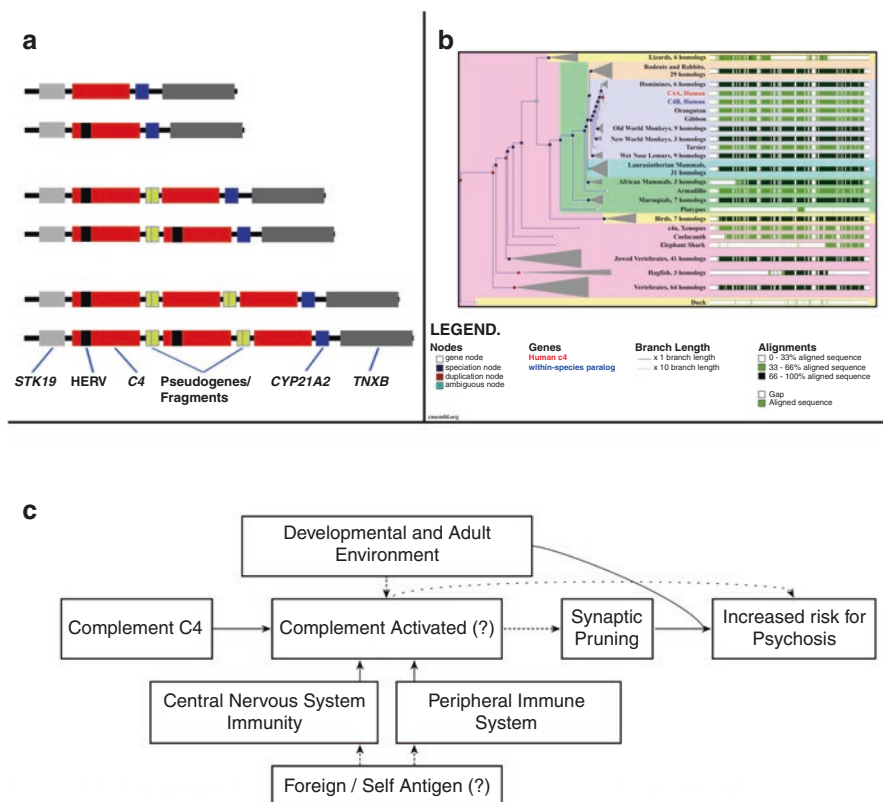 a
STK19
HERV
C4
Pseudogenes/
Fragments
CYP21A2
TNXB
b
Lizards, 6 homologs
Rodents and Rabbits,
29 homologs
Hominines, 6 homologs
C4A, Human
C4B, Human
Orangutan
Gibbon
Old World Monkeys, 9 homologs
New World Monkeys, 3 homologs
Tarsier
Wet Nose Lemurs, 9 homologs
Laurasiatherian Mammals,
31 homologs
African Mammals, 3 homologs
Armadillo
Marsupials, 7 homologs
Platypus
Birds, 7 homologs
c4a, Xenopus
Coelacanth
Elephant Shark
Jawed Vertebrates, 41 homologs
Hagfish, 3 homologs
Vertebrates, 64 homologs
Duck
LEGEND.
Nodes
gene node
speciation node
duplication node
ambiguous node
Genes
Human c4
within-species paralog
Branch Length
x 1 branch length
x 10 branch length
Alignments
0 - 33% aligned sequence
33 - 66% aligned sequence
66 - 100% aligned sequence
Gap
Aligned sequence
ensembl.org
c
Developmental and Adult
Environment
Complement C4
Complement Activated (?)
Synaptic
Pruning
Increased risk for
Psychosis
Central Nervous System
Immunity
Peripheral Immune
System
Foreign / Self Antigen (?)